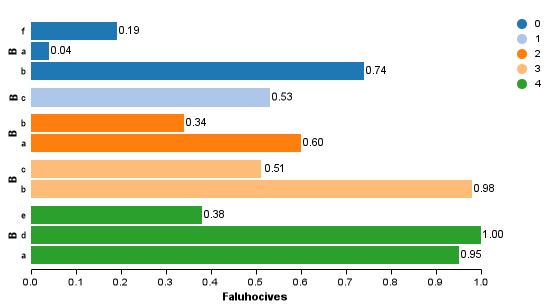 f 0.19
B a 0.04
b 0.74
B c 0.53
B b 0.34
a 0.60
B c 0.51
b 0.98
e 0.38
B d 1.00
a 0.95
0.0 0.1 0.2 0.3 0.4 0.5 0.6 0.7 0.8 0.9 1.0
Faluhocives
0
1
2
3
4